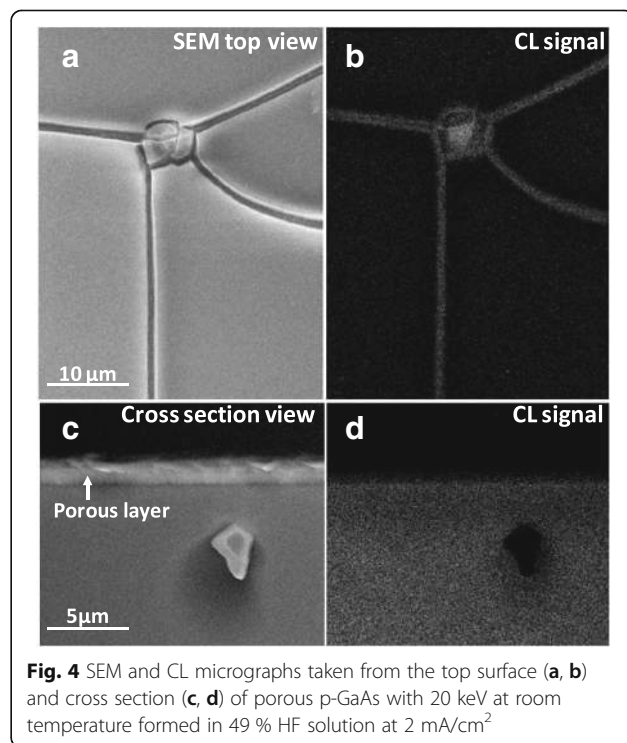 a
SEM top view
b
CL signal
10 μm
c
Cross section view
d
CL signal
Porous layer
5μm
Fig. 4 SEM and CL micrographs taken from the top surface (a, b)
and cross section (c, d) of porous p-GaAs with 20 keV at room
temperature formed in 49 % HF solution at 2 mA/cm²